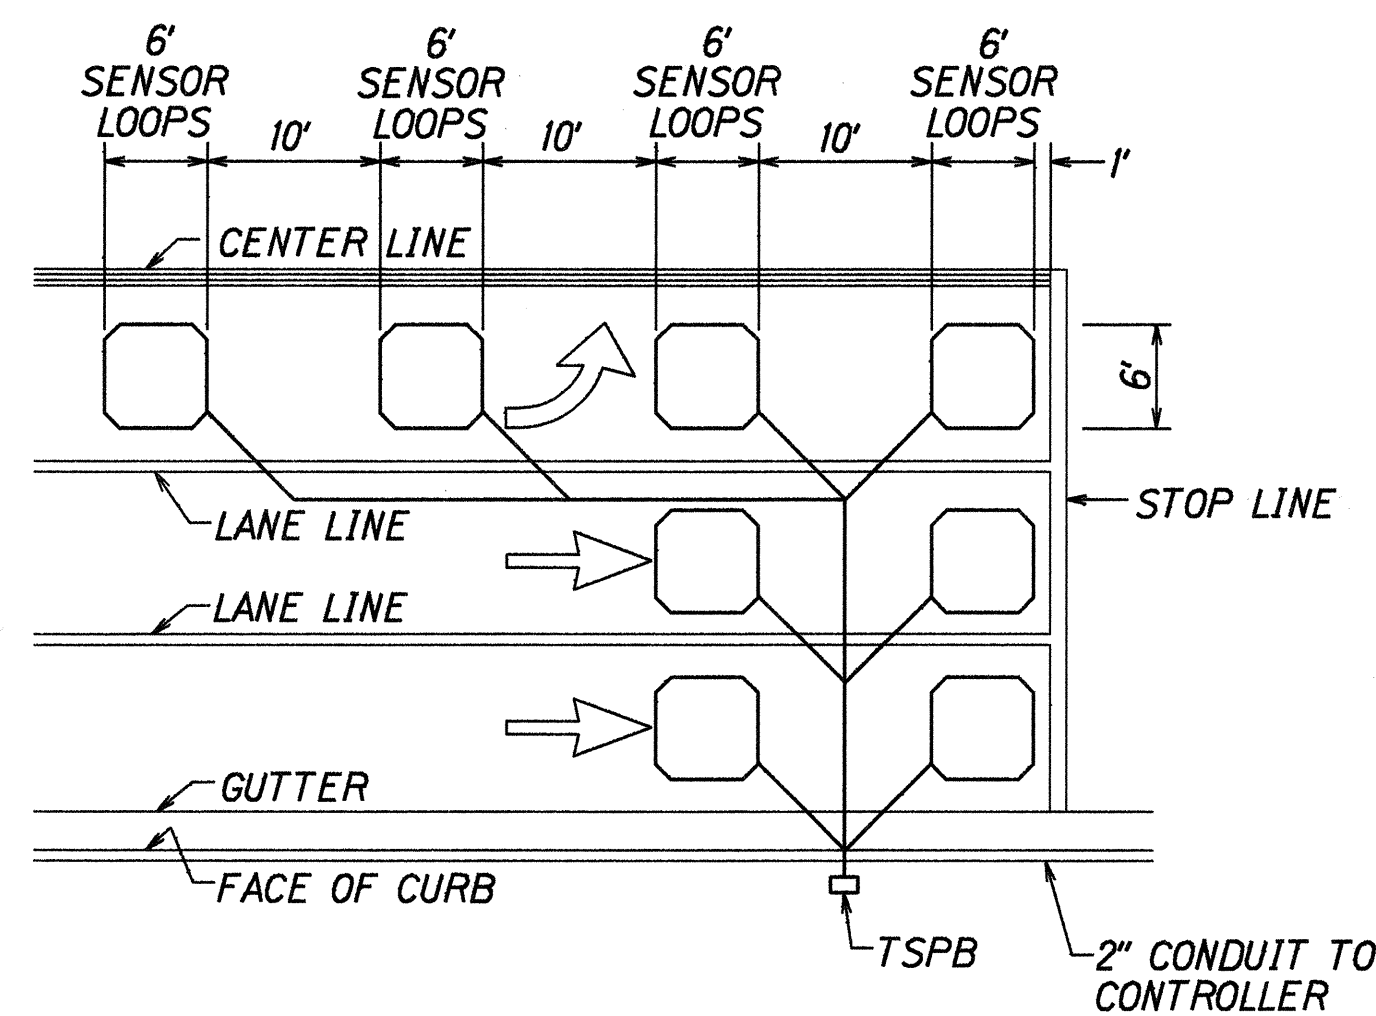 6'
SENSOR
LOOPS
6'
SENSOR
LOOPS
6'
SENSOR
LOOPS
6'
SENSOR
LOOPS
10'
10'
10'
1'
CENTER LINE
6'
LANE LINE
STOP LINE
LANE LINE
GUTTER
FACE OF CURB
TSPB
2" CONDUIT TO
CONTROLLER